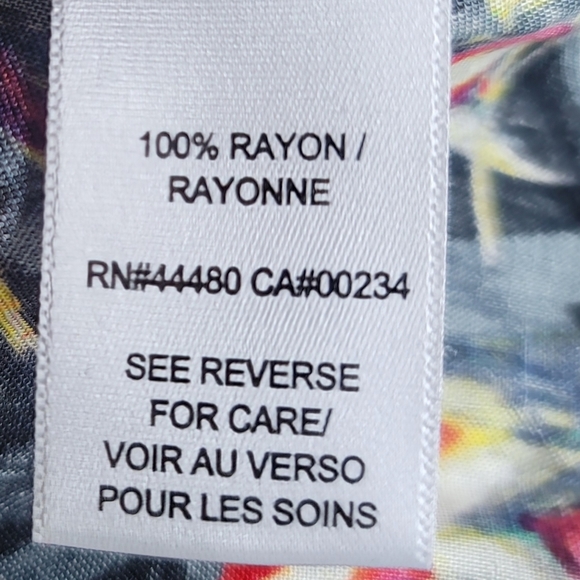 100% RAYON /
RAYONNE
RN#44480 CA#00234
SEE REVERSE
FOR CARE/
VOIR AU VERSO
POUR LES SOINS